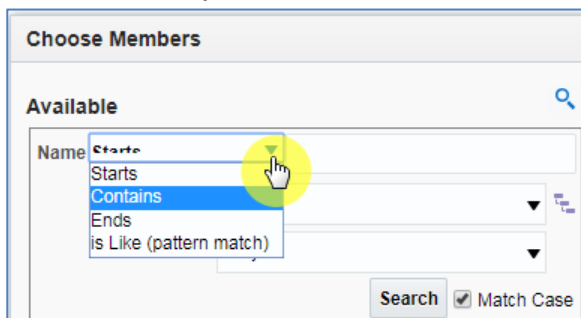 Choose Members
Available
Name Starts
Starts
Contains
Ends
is Like (pattern match)
Search Match Case